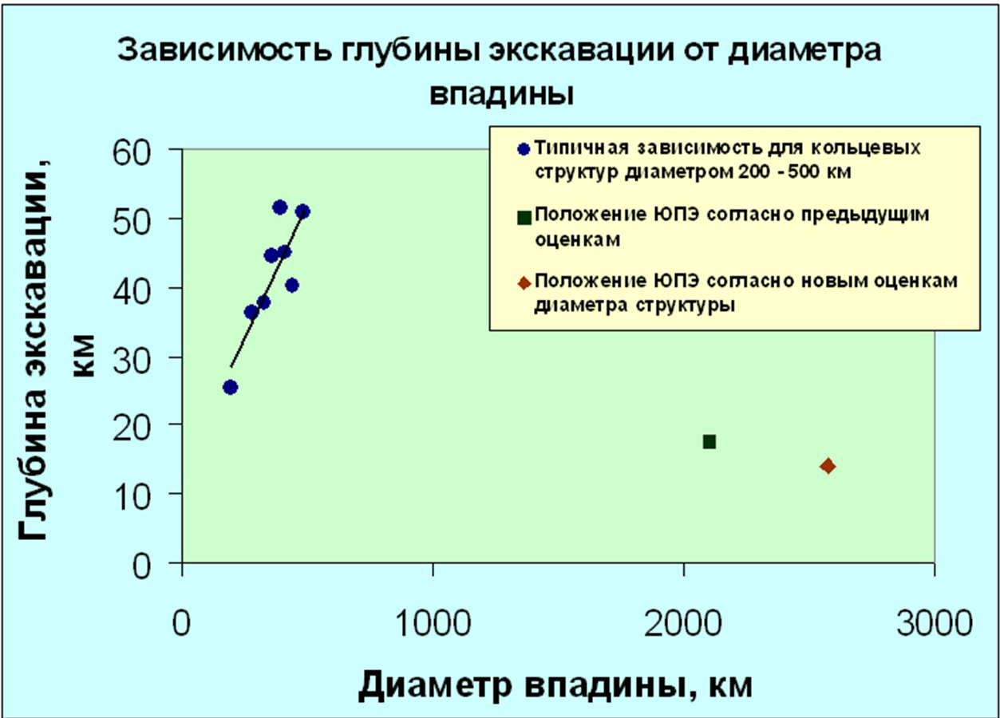 Зависимость глубины экскавации от диаметра
впадины
Типичная зависимость для кольцевых
структур диаметром 200 - 500 км
Положение ЮПЭ согласно предыдущим
оценкам
Положение ЮПЭ согласно новым оценкам
диаметра структуры
Глубина экскавации,
км
60
50
40
30
20
10
0
0 1000 2000 3000
Диаметр впадины, км